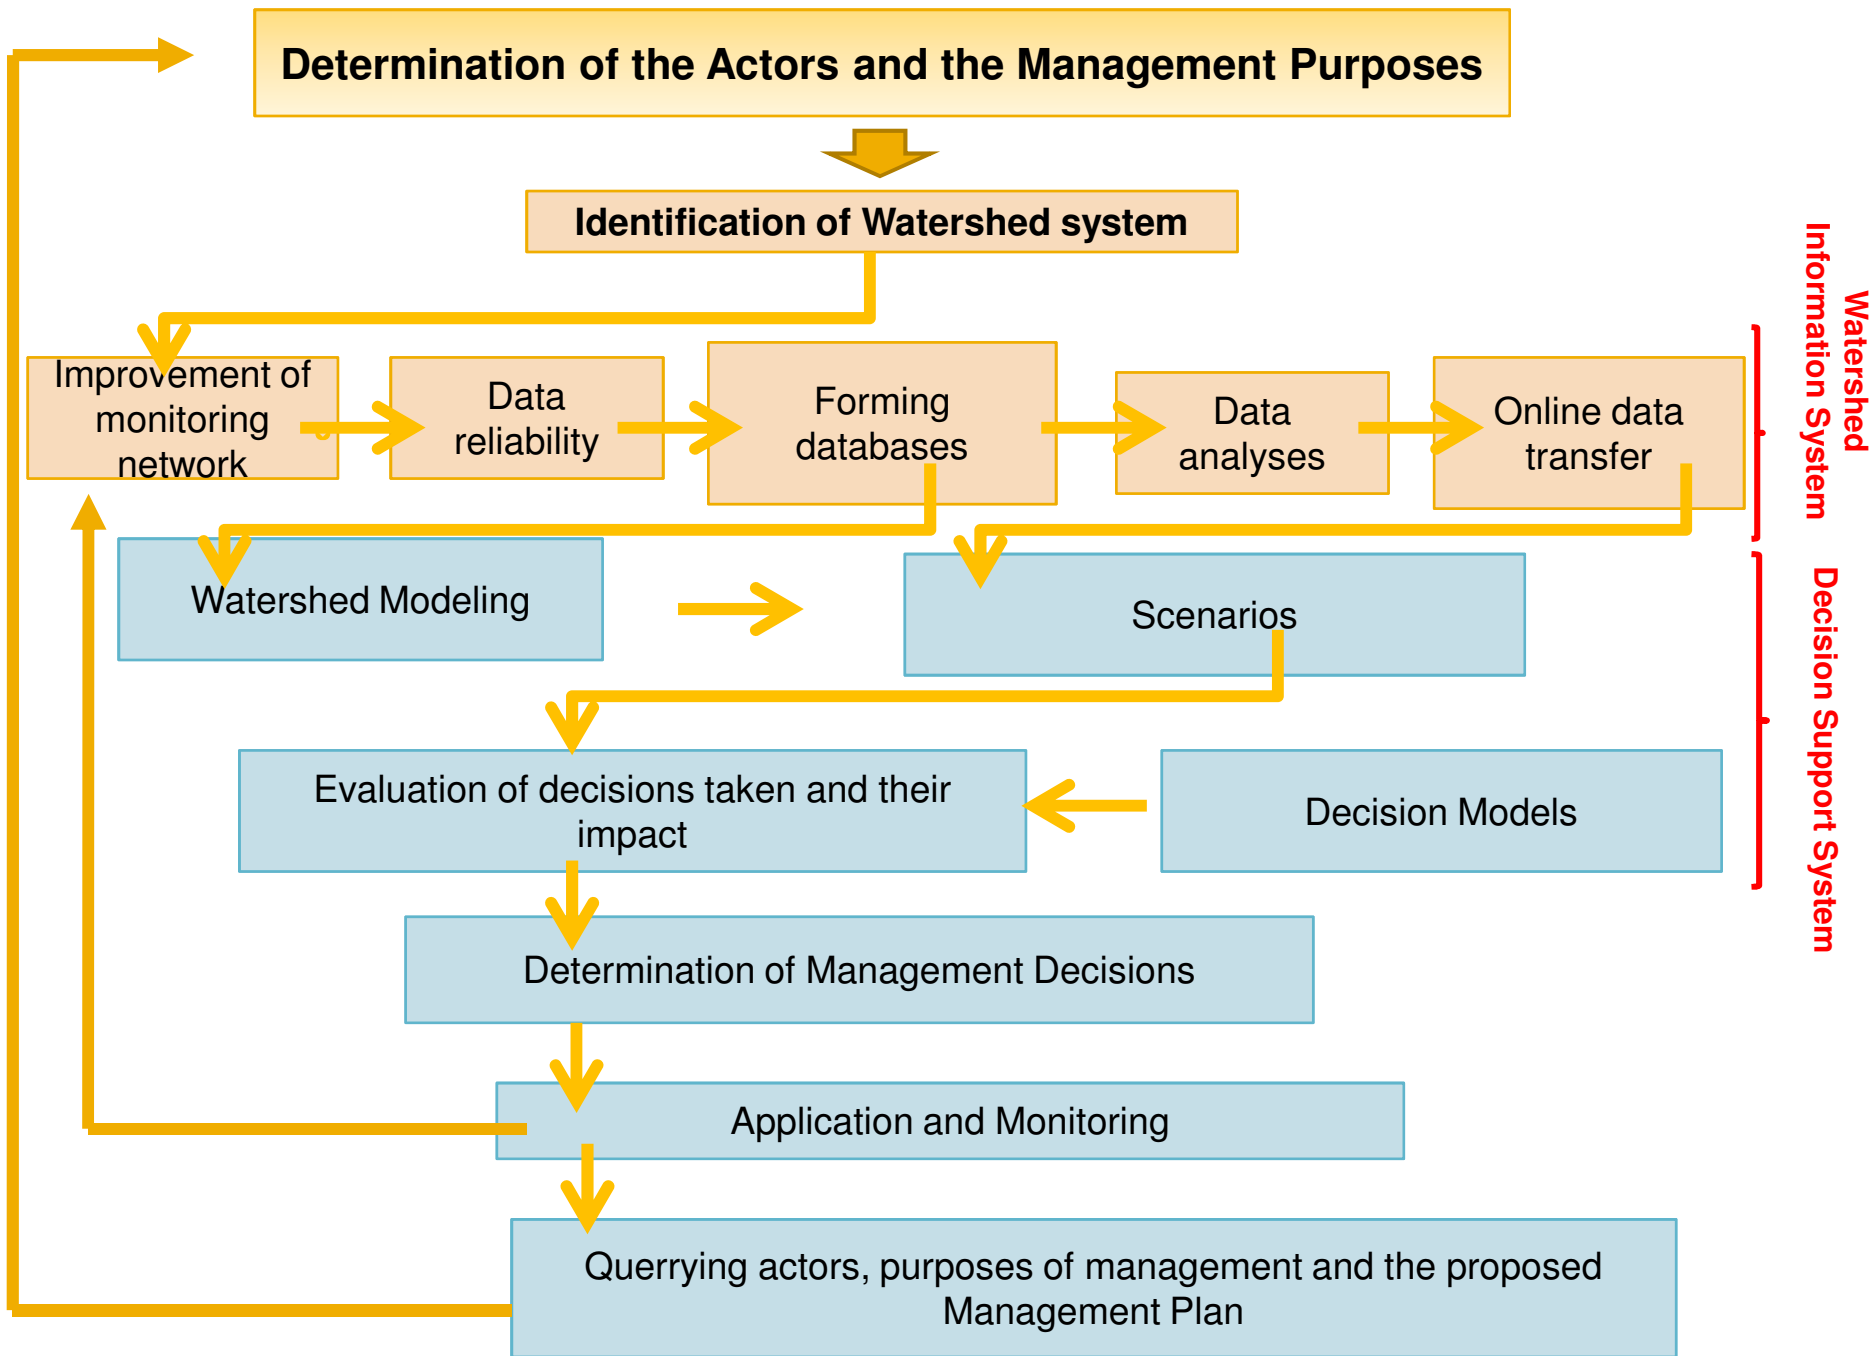 Determination of the Actors and the Management Purposes
Identification of Watershed system
Watershed
Information System
Improvement of
monitoring
network
Data
reliability
Forming
databases
Data
analyses
Online data
transfer
Watershed Modeling
Scenarios
Decision Support System
Evaluation of decisions taken and their
impact
Decision Models
Determination of Management Decisions
Application and Monitoring
Querrying actors, purposes of management and the proposed
Management Plan